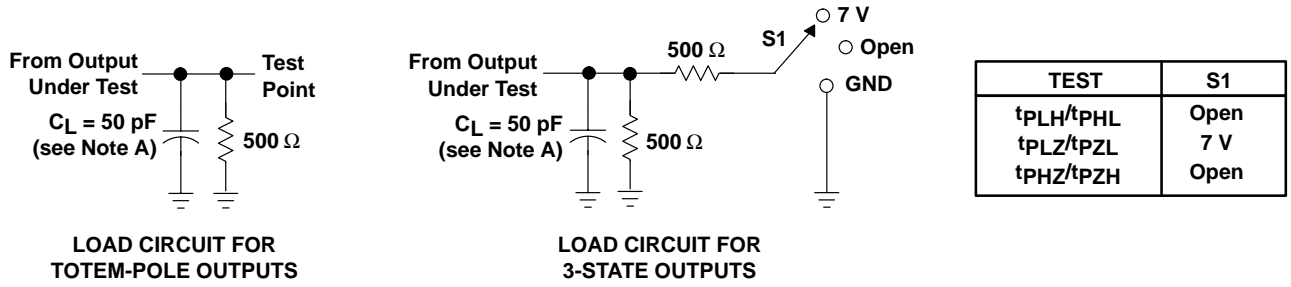 From Output
Under Test
Test
Point
CL = 50 pF
(see Note A)
500 Ω
LOAD CIRCUIT FOR
TOTEM-POLE OUTPUTS
From Output
Under Test
500 Ω
S1
7 V
Open
GND
CL = 50 pF
(see Note A)
500 Ω
LOAD CIRCUIT FOR
3-STATE OUTPUTS
TEST S1
tPLH/tPHL Open
tPLZ/tPZL 7 V
tPHZ/tPZH Open